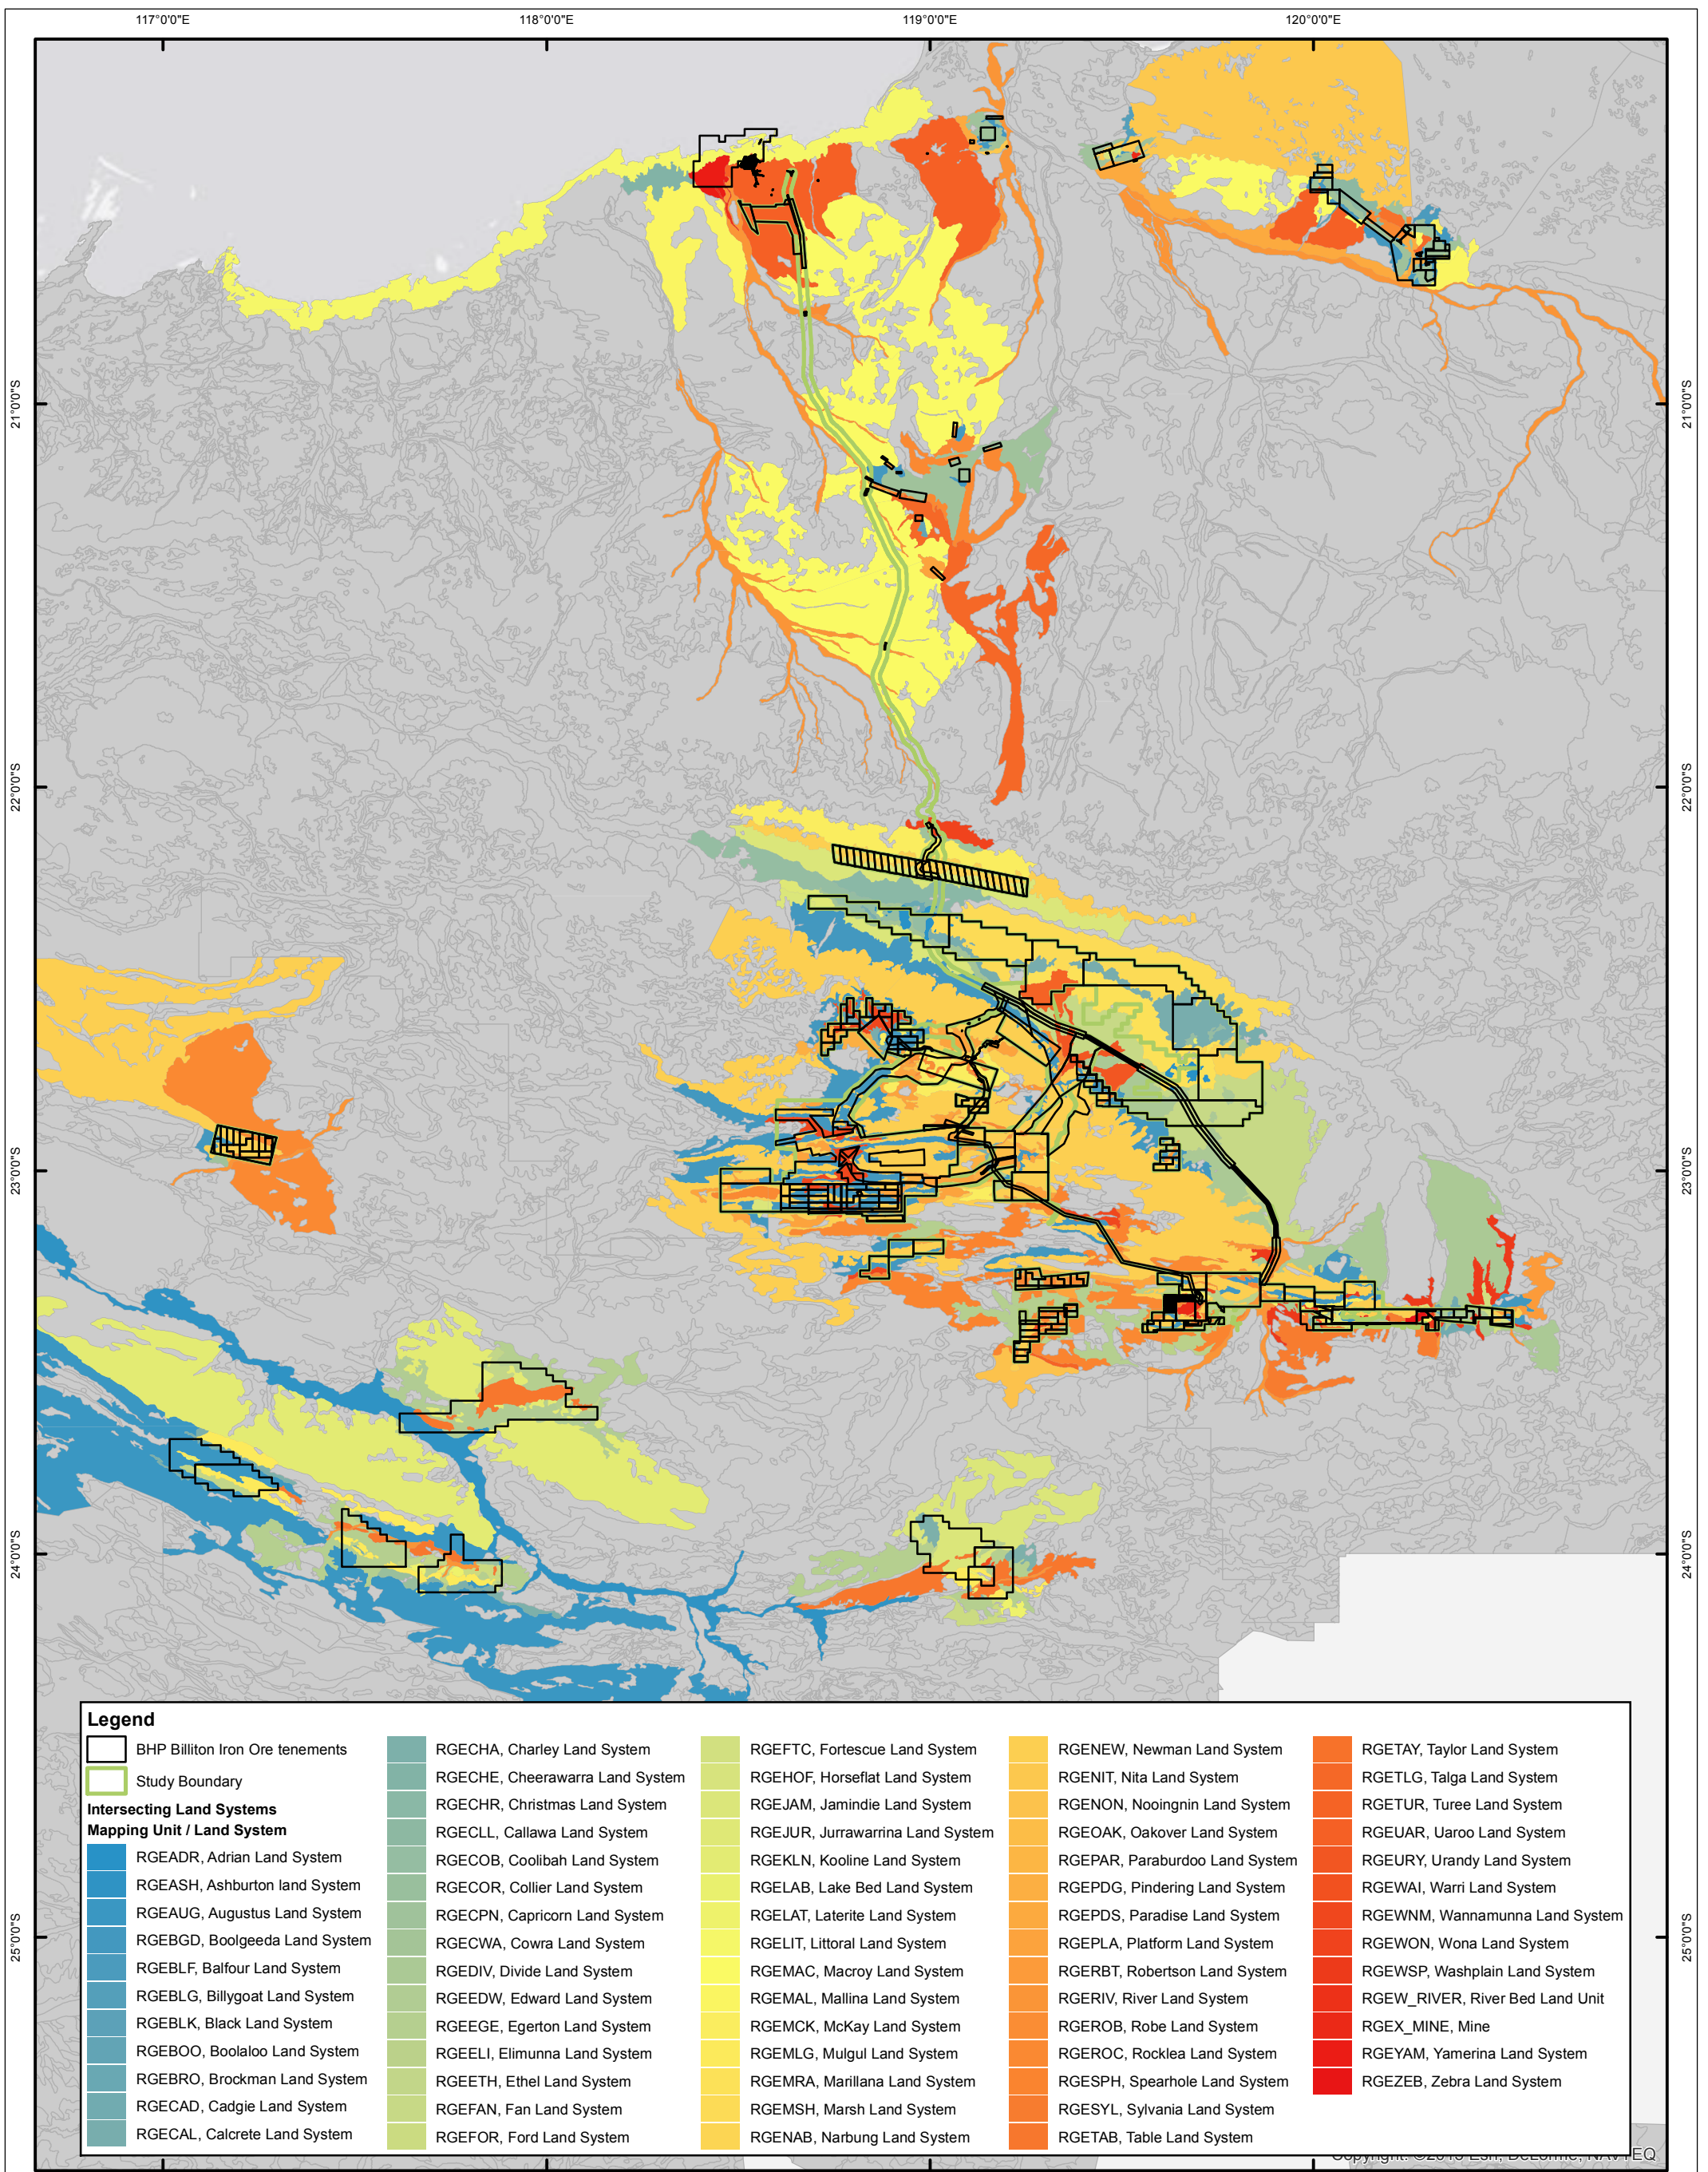 117°0'0"E
118°0'0"E
119°0'0"E
120°0'0"E
21°0'0"S
21°0'0"S
22°0'0"S
22°0'0"S
23°0'0"S
23°0'0"S
24°0'0"S
24°0'0"S
25°0'0"S
25°0'0"S
Legend
BHP Billiton Iron Ore tenements
Study Boundary
Intersecting Land Systems
Mapping Unit / Land System
RGEADR, Adrian Land System
RGEASH, Ashburton land System
RGEAUG, Augustus Land System
RGEBGD, Boolgeeda Land System
RGEBLF, Balfour Land System
RGEBLG, Billygoat Land System
RGEBLK, Black Land System
RGEBOO, Boolaloo Land System
RGEBRO, Brockman Land System
RGECAD, Cadgie Land System
RGECAL, Calcrete Land System
RGECHA, Charley Land System
RGECHE, Cheerawarra Land System
RGECHR, Christmas Land System
RGECLL, Callawa Land System
RGECOB, Coolibah Land System
RGECOR, Collier Land System
RGECPN, Capricorn Land System
RGECWA, Cowra Land System
RGEDIV, Divide Land System
RGEEDW, Edward Land System
RGEEGE, Egerton Land System
RGEELI, Elimunna Land System
RGEETH, Ethel Land System
RGEFAN, Fan Land System
RGEFOR, Ford Land System
RGEFTC, Fortescue Land System
RGEHOF, Horseflat Land System
RGEJAM, Jamindie Land System
RGEJUR, Jurrawarrina Land System
RGEKLN, Kooline Land System
RGELAB, Lake Bed Land System
RGELAT, Laterite Land System
RGELIT, Littoral Land System
RGEMAC, Macroy Land System
RGEMAL, Mallina Land System
RGEMCK, McKay Land System
RGEMLG, Mulgul Land System
RGEMRA, Marillana Land System
RGEMSH, Marsh Land System
RGENAB, Narbung Land System
RGENEW, Newman Land System
RGENIT, Nita Land System
RGENON, Nooingnin Land System
RGEOAK, Oakover Land System
RGEPAR, Paraburdoo Land System
RGEPDG, Pindering Land System
RGEPDS, Paradise Land System
RGEPLA, Platform Land System
RGERBT, Robertson Land System
RGERIV, River Land System
RGEROB, Robe Land System
RGEROC, Rocklea Land System
RGESPH, Spearhole Land System
RGESYL, Sylvania Land System
RGETAB, Table Land System
RGETAY, Taylor Land System
RGETLG, Talga Land System
RGETUR, Turee Land System
RGEUAR, Uaroo Land System
RGEURY, Urandy Land System
RGEWAI, Warri Land System
RGEWNM, Wannamunna Land System
RGEWON, Wona Land System
RGEWSP, Washplain Land System
RGEW_RIVER, River Bed Land Unit
RGEX_MINE, Mine
RGEYAM, Yamerina Land System
RGEZEB, Zebra Land System